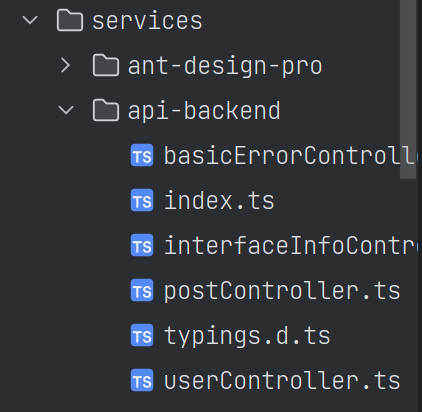 services
ant-design-pro
api-backend
TS basicErrorControlle
TS index.ts
TS interfaceInfoContr
TS postController.ts
TS typings.d.ts
TS userController.ts